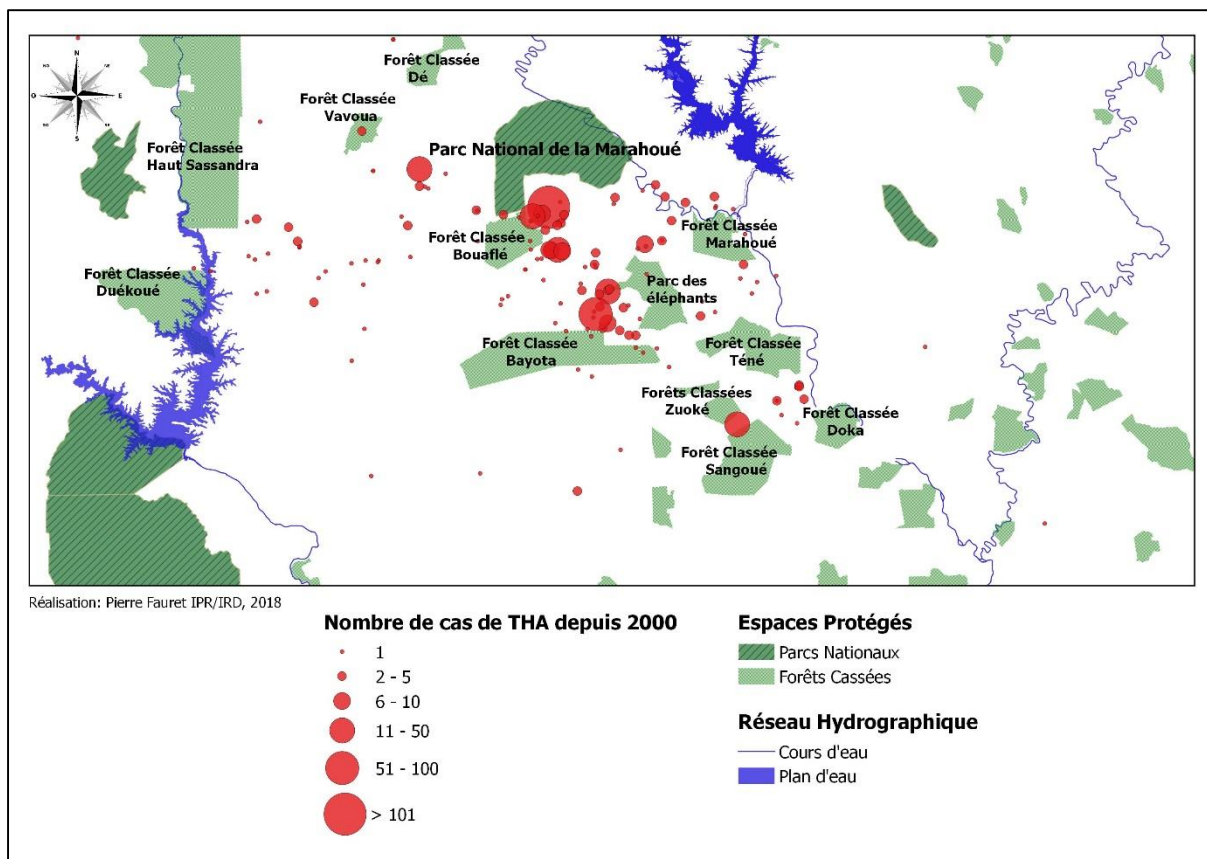 N
NO
NE
O
E
SO
SE
S
Forêt Classée
Dé
Forêt Classée
Vavoua
Forêt Classée
Haut Sassandra
Parc National de la Marahoué
Forêt Classée
Bouaflé
Forêt Classée
Marahoué
Forêt Classée
Duékoué
Parc des
éléphants
Forêt Classée
Bayota
Forêt Classée
Téné
Forêts Classées
Zuoké
Forêt Classée
Doka
Forêt Classée
Sangoué
Réalisation: Pierre Fauret IPR/IRD, 2018
Nombre de cas de THA depuis 2000
1
2 - 5
6 - 10
11 - 50
51 - 100
> 101
Espaces Protégés
Parcs Nationaux
Forêts Cassées
Réseau Hydrographique
Cours d'eau
Plan d'eau